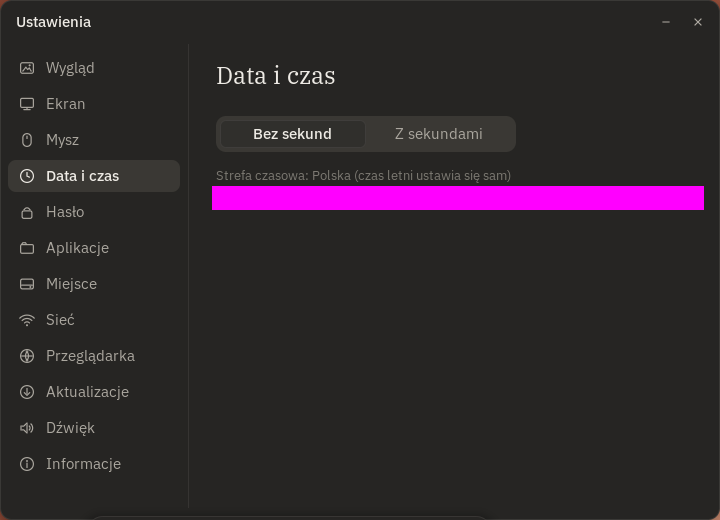 Ustawienia
Wygląd
Ekran
Mysz
Data i czas
Hasło
Aplikacje
Miejsce
Sieć
Przeglądarka
Aktualizacje
Dźwięk
Informacje
Data i czas
Bez sekund
Z sekundami
Strefa czasowa: Polska (czas letni ustawia się sam)